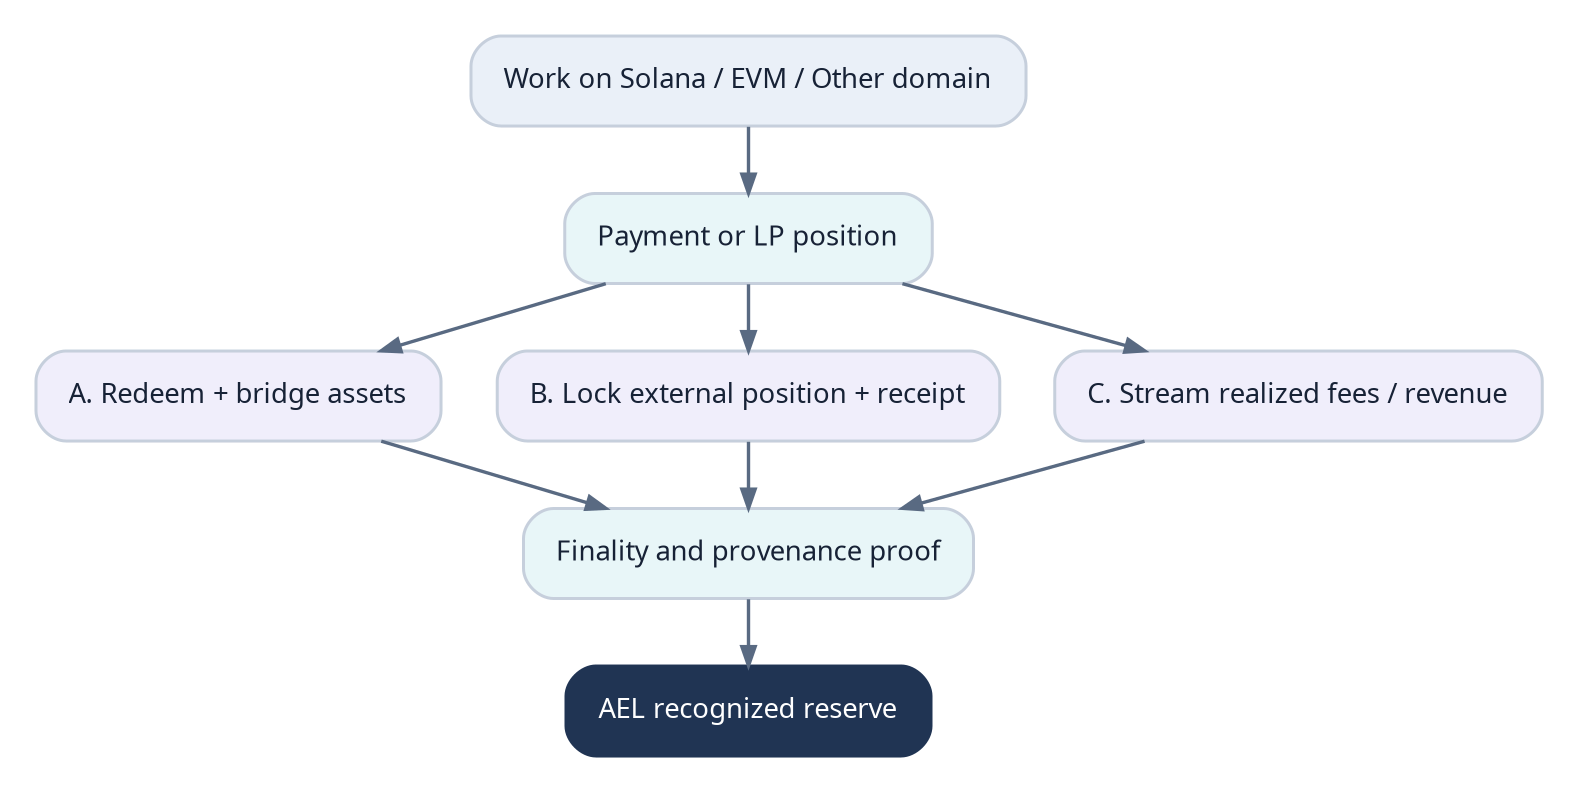 Work on Solana / EVM / Other domain
Payment or LP position
A. Redeem + bridge assets
B. Lock external position + receipt
C. Stream realized fees / revenue
Finality and provenance proof
AEL recognized reserve